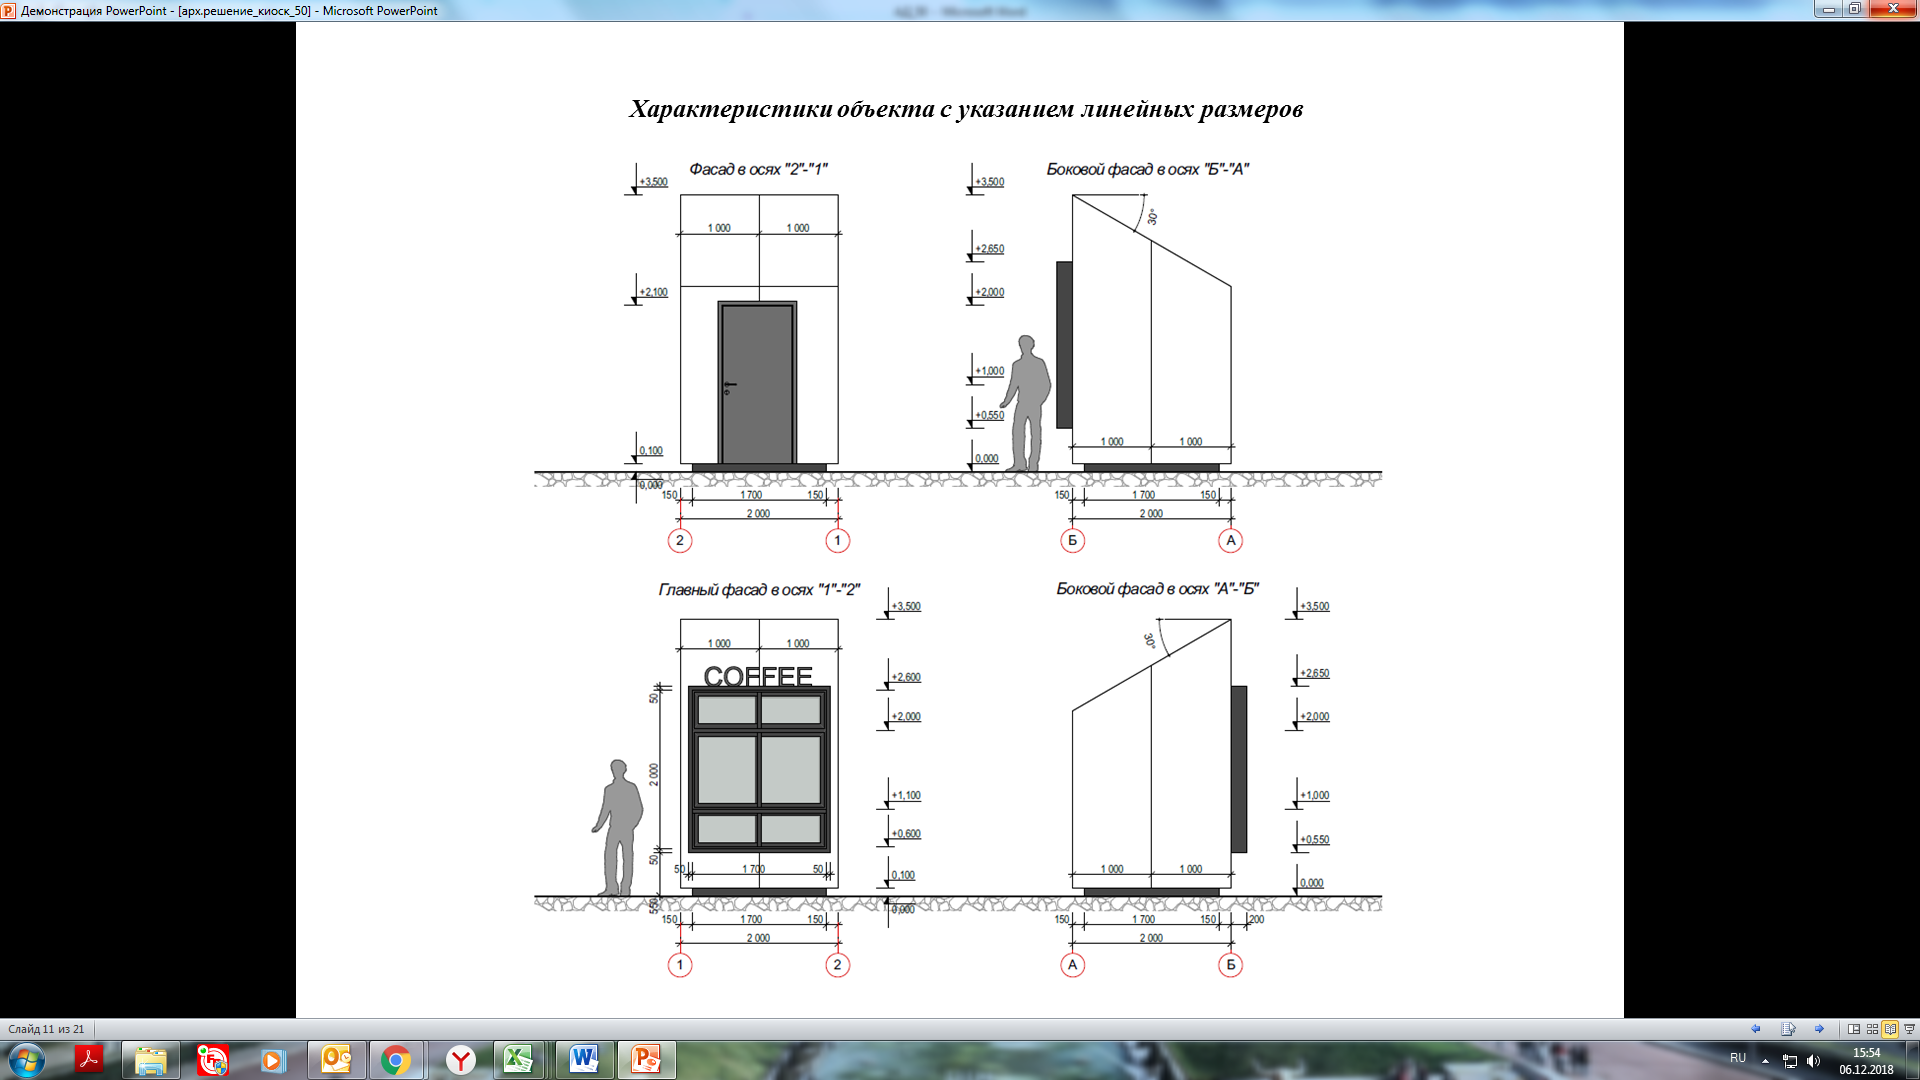 Демонстрация PowerPoint - [арх.решение_киоск_50] - Microsoft PowerPoint
Характеристики объекта с указанием линейных размеров
Фасад в осях "2"-"1"
+3,500
1 000 1 000
+2,100
0,100
0,000
150 1 700 150
2 000
2 1
Боковой фасад в осях "Б"-"А"
+3,500
30°
+2,650
+2,000
+1,000
+0,550
0,000
1 000 1 000
150 1 700 150
2 000
Б А
Главный фасад в осях "1"-"2"
+3,500
1 000 1 000
COFFEE
50
+2,600
+2,000
2 000
+1,100
+0,600
50
50 1 700 50
0,100
550
0,000
150 1 700 150
2 000
1 2
Боковой фасад в осях "А"-"Б"
+3,500
30°
+2,650
+2,000
+1,000
+0,550
0,000
1 000 1 000
150 1 700 150 200
2 000
А Б
Слайд 11 из 21
RU
15:54
06.12.2018